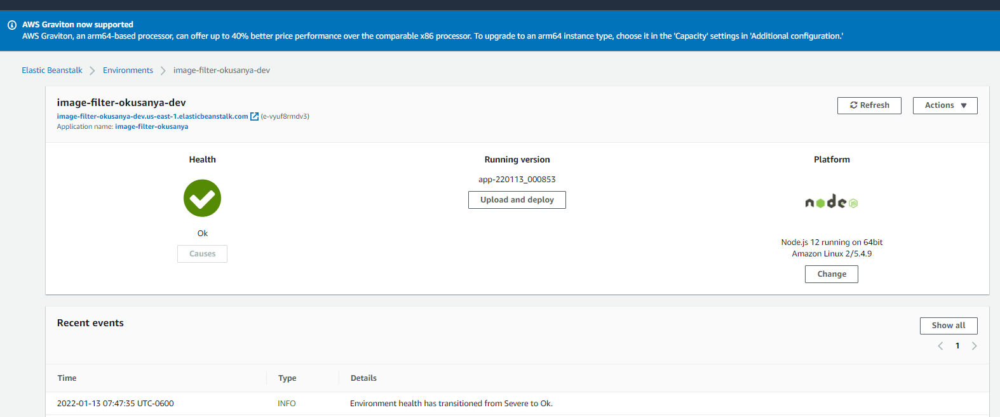 AWS Graviton now supported
AWS Graviton, an arm64-based processor, can offer up to 40% better price performance over the comparable x86 processor. To upgrade to an arm64 instance type, choose it in the 'Capacity' settings in 'Additional configuration.'
Elastic Beanstalk
Environments
image-filter-okusanya-dev
image-filter-okusanya-dev
image-filter-okusanya-dev.us-east-1.elasticbeanstalk.com (e-vyuf8rmdv3)
Application name: image-filter-okusanya
Refresh
Actions
Health
Ok
Causes
Running version
app-220113_000853
Upload and deploy
Platform
node JS
Node.js 12 running on 64bit
Amazon Linux 2/5.4.9
Change
Recent events
Show all
1
Time Type Details
2022-01-13 07:47:35 UTC-0600 INFO Environment health has transitioned from Severe to Ok.